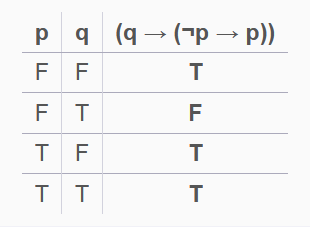 p q (q → (¬p → p))
F F T
F T F
T F T
T T T